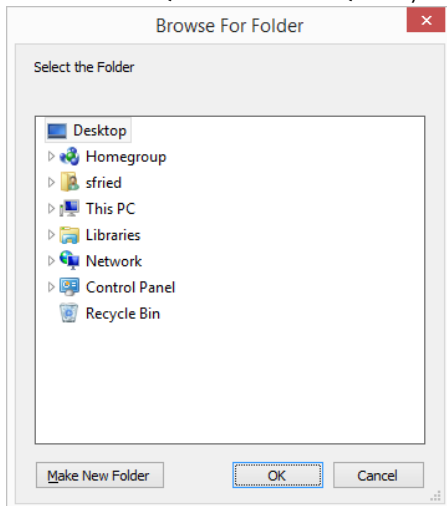 Browse For Folder
Select the Folder
Desktop
Homegroup
sfried
This PC
Libraries
Network
Control Panel
Recycle Bin
Make New Folder OK Cancel